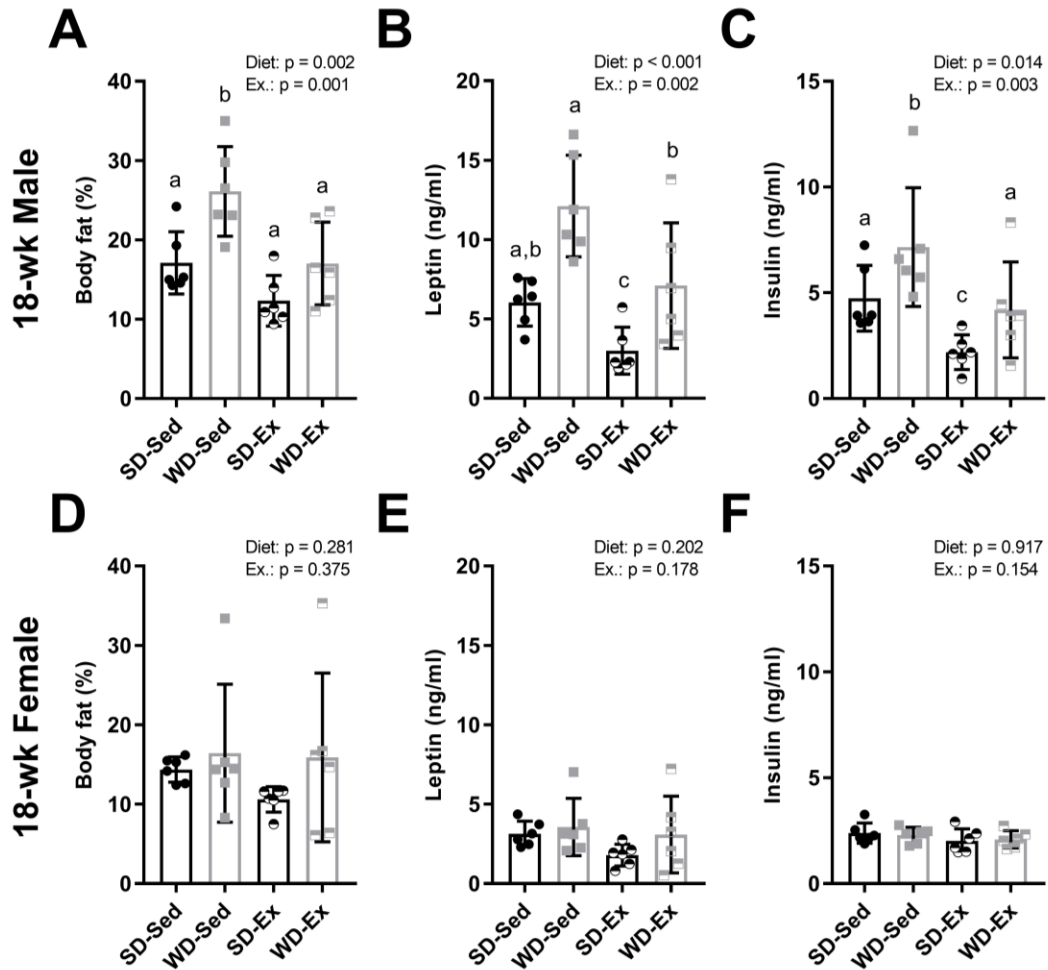 A
Diet: p = 0.002
Ex.: p = 0.001
40
30
20
10
0
Body fat (%)
a
b
a
a
SD-Sed
WD-Sed
SD-Ex
WD-Ex
B
Diet: p < 0.001
Ex.: p = 0.002
20
15
10
5
0
Leptin (ng/ml)
a,b
a
c
b
SD-Sed
WD-Sed
SD-Ex
WD-Ex
C
Diet: p = 0.014
Ex.: p = 0.003
15
10
5
0
Insulin (ng/ml)
a
b
c
a
SD-Sed
WD-Sed
SD-Ex
WD-Ex
18-wk Male
D
Diet: p = 0.281
Ex.: p = 0.375
40
30
20
10
0
Body fat (%)
SD-Sed
WD-Sed
SD-Ex
WD-Ex
E
Diet: p = 0.202
Ex.: p = 0.178
20
15
10
5
0
Leptin (ng/ml)
SD-Sed
WD-Sed
SD-Ex
WD-Ex
F
Diet: p = 0.917
Ex.: p = 0.154
15
10
5
0
Insulin (ng/ml)
SD-Sed
WD-Sed
SD-Ex
WD-Ex
18-wk Female